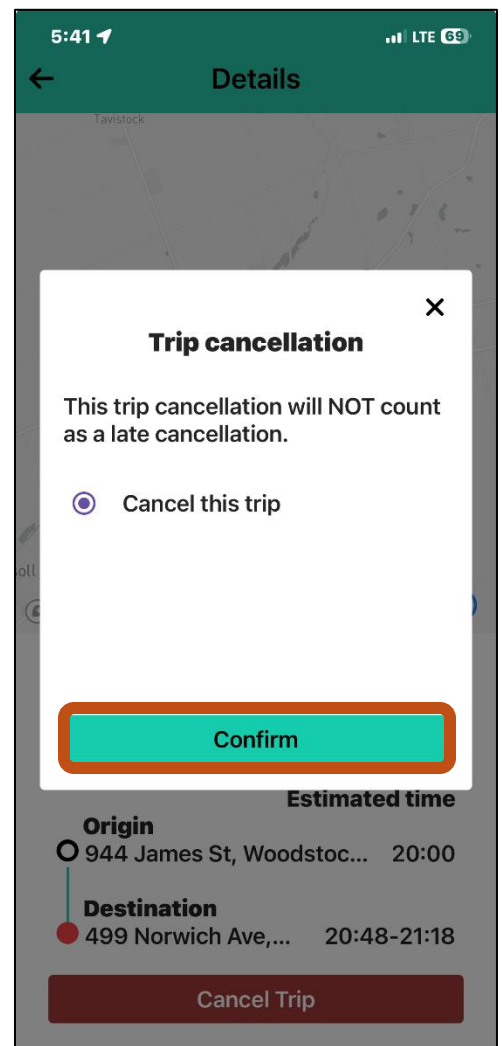 5:41 LTE 69
Details
Tavistock
Trip cancellation
This trip cancellation will NOT count
as a late cancellation.
Cancel this trip
oll
Confirm
Estimated time
Origin
944 James St, Woodstoc... 20:00
Destination
499 Norwich Ave,... 20:48-21:18
Cancel Trip